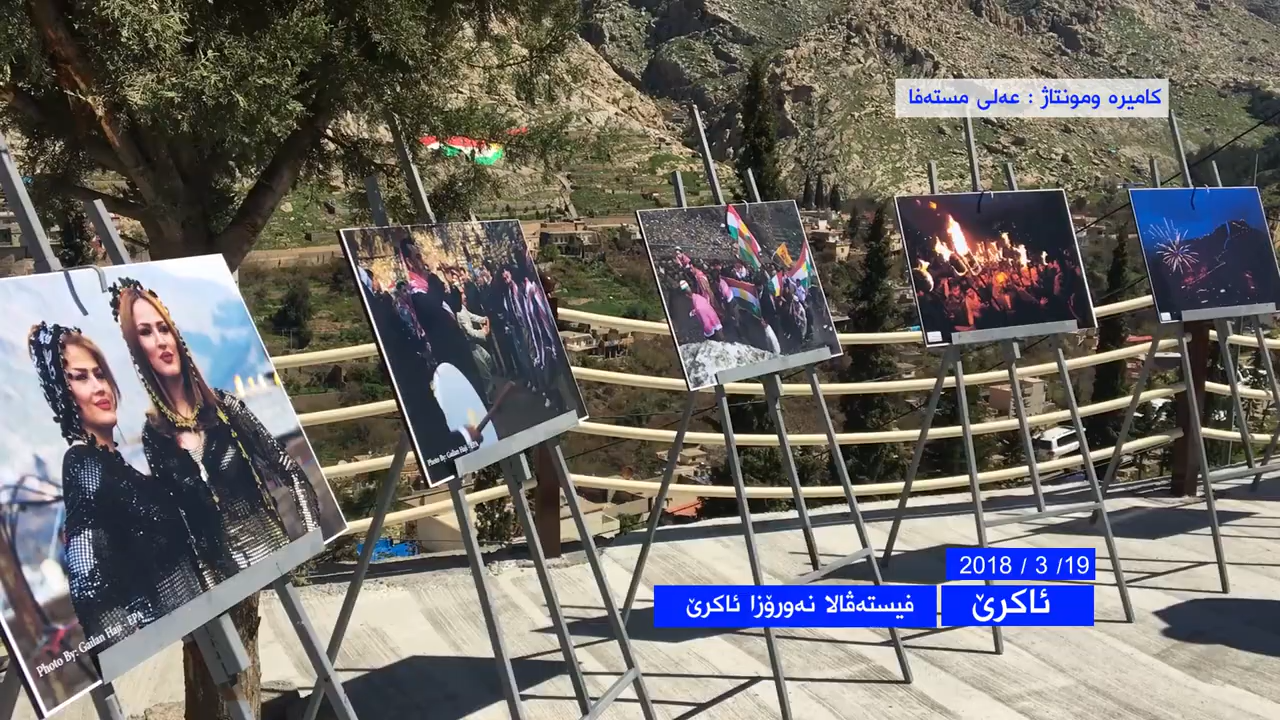 کامیره ومونتاژ : عەلی مستەفا
Photo By: Gailan Haji - EPA
Photo By: Gailan Haji - EPA
19/ 3 / 2018
ئاکرێ
فیستەڤالا نەورۆزا ئاکرێ